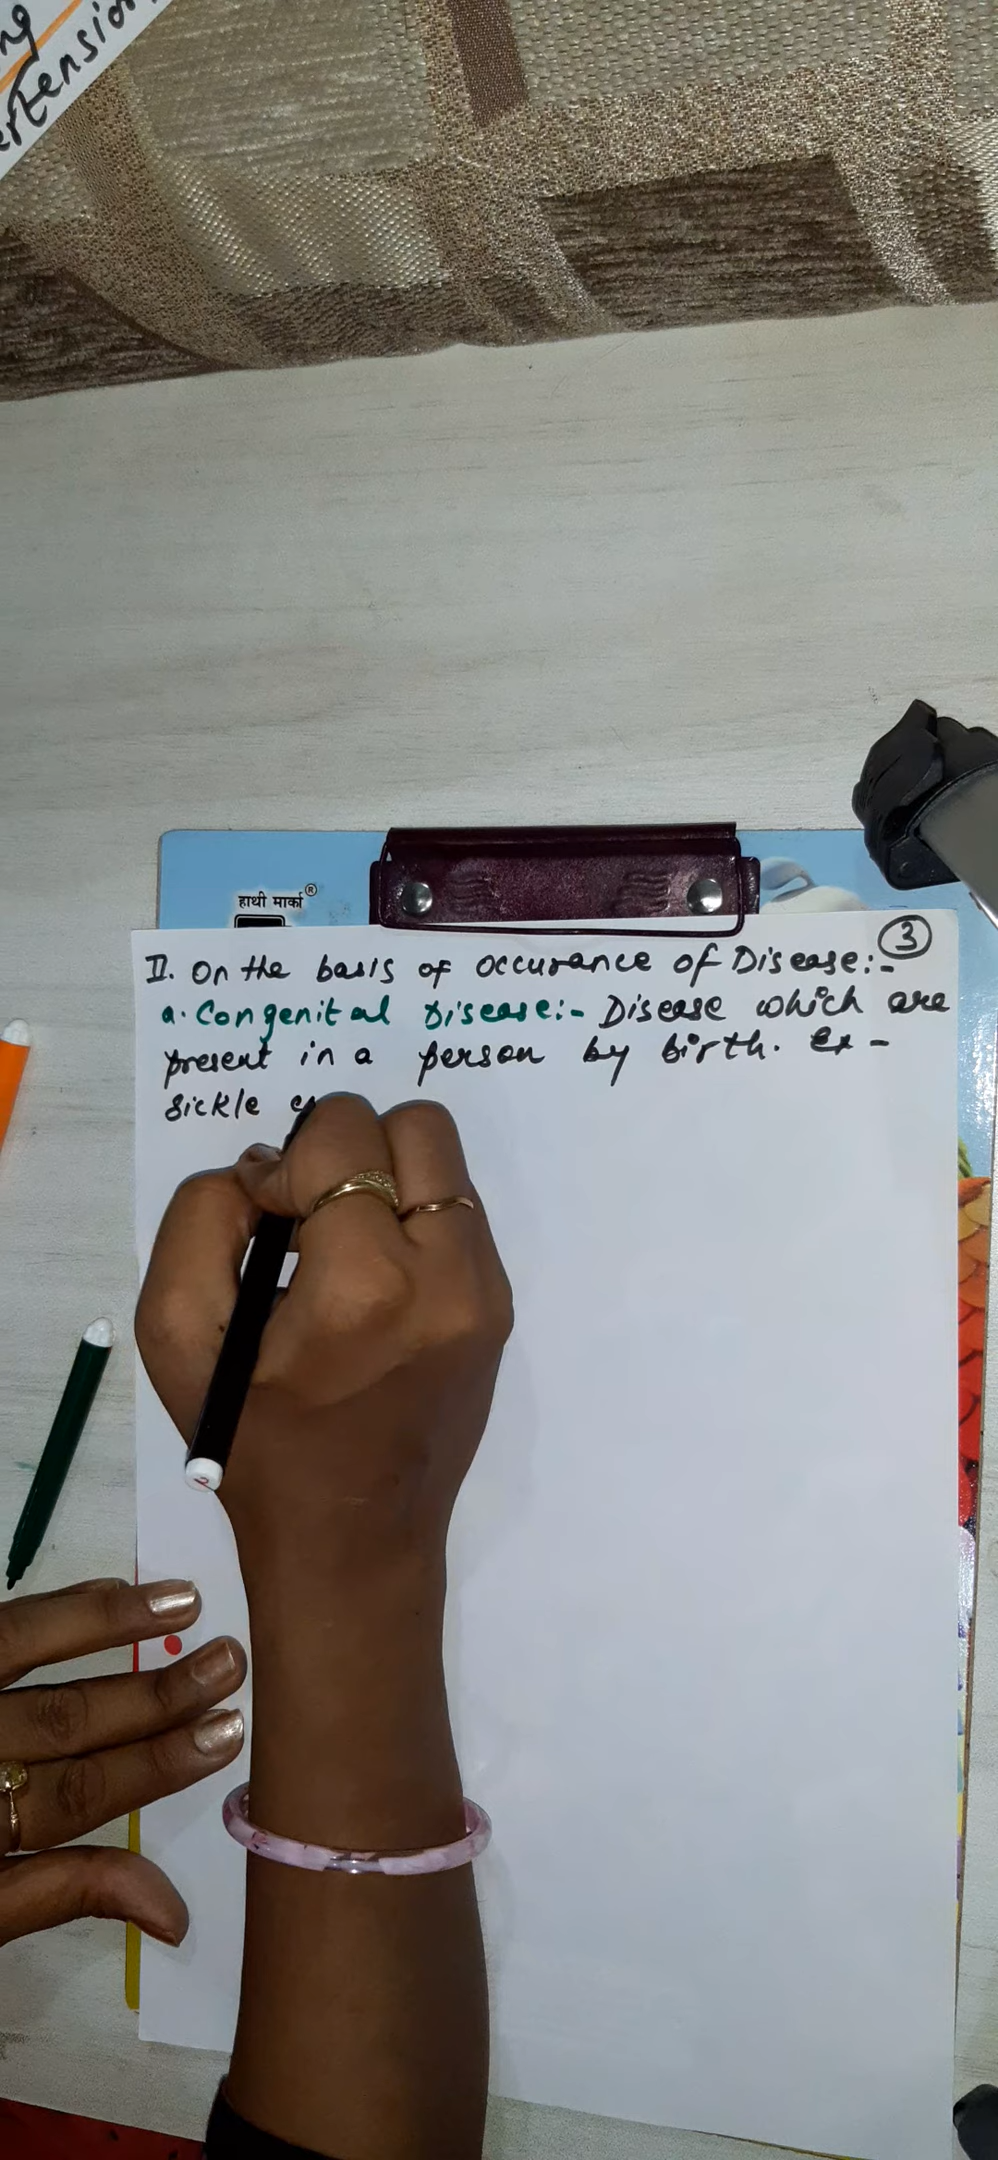 ng
ertension
हाथी मार्का®
3
II. On the basis of occurance of Disease:-
a. Congenital Disease:- Disease which are
present in a person by birth. Ex -
Sickle